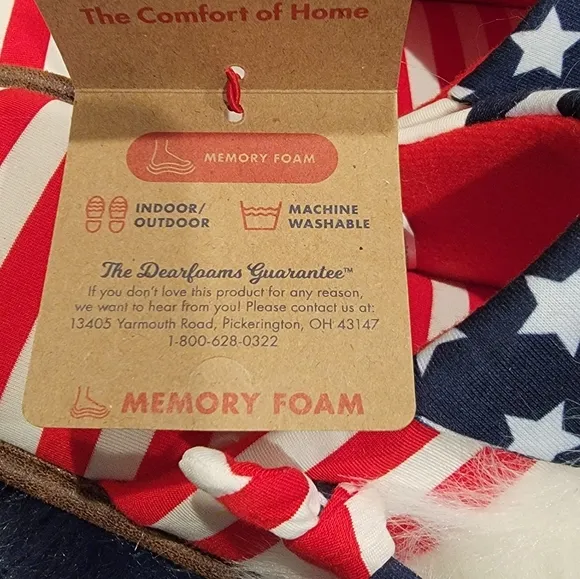 The Comfort of Home
MEMORY FOAM
INDOOR/
OUTDOOR
MACHINE
WASHABLE
The Dearfoams Guarantee™
If you don't love this product for any reason,
we want to hear from you! Please contact us at:
13405 Yarmouth Road, Pickerington, OH 43147
1-800-628-0322
MEMORY FOAM